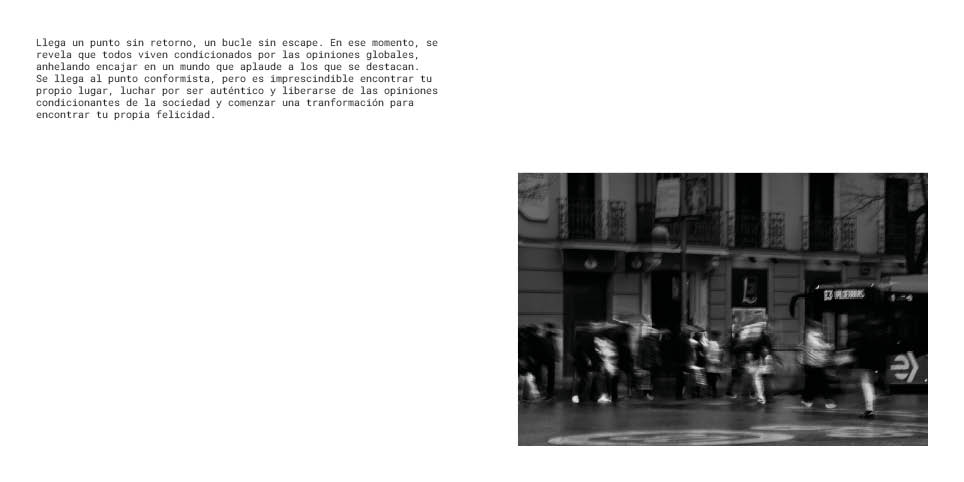 Llega un punto sin retorno, un bucle sin escape. En ese momento, se
revela que todos viven condicionados por las opiniones globales,
anhelando encajar en un mundo que aplaude a los que se destacan.
Se llega al punto conformista, pero es imprescindible encontrar tu
propio lugar, luchar por ser auténtico y liberarse de las opiniones
condicionantes de la sociedad y comenzar una tranformación para
encontrar tu propia felicidad.